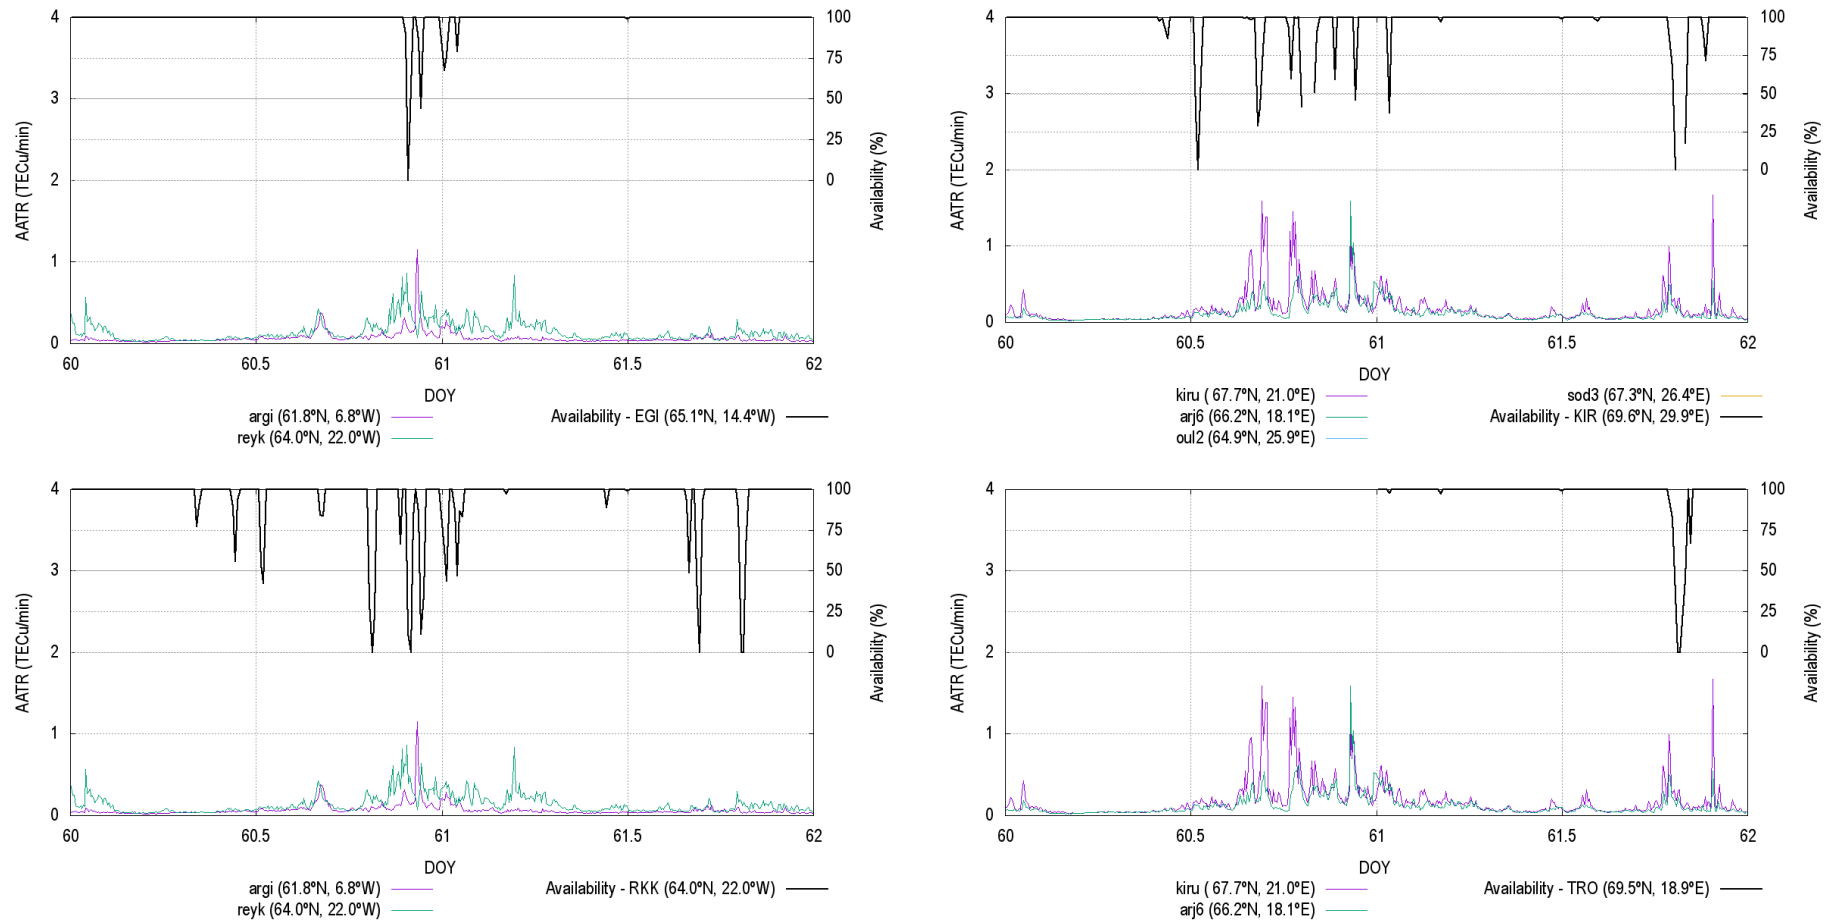 4 100
75
3 50
25
2 0
1
0
60 60.5 61 61.5 62
AATR (TECu/min)
Availability (%)
DOY
argi (61.8ºN, 6.8ºW)
reyk (64.0ºN, 22.0ºW)
Availability - EGI (65.1ºN, 14.4ºW)
4 100
75
3 50
25
2 0
1
0
60 60.5 61 61.5 62
AATR (TECu/min)
Availability (%)
DOY
kiru ( 67.7ºN, 21.0ºE)
arj6 (66.2ºN, 18.1ºE)
oul2 (64.9ºN, 25.9ºE)
sod3 (67.3ºN, 26.4ºE)
Availability - KIR (69.6ºN, 29.9ºE)
4 100
75
3 50
25
2 0
1
0
60 60.5 61 61.5 62
AATR (TECu/min)
Availability (%)
DOY
argi (61.8ºN, 6.8ºW)
reyk (64.0ºN, 22.0ºW)
Availability - RKK (64.0ºN, 22.0ºW)
4 100
75
3 50
25
2 0
1
0
60 60.5 61 61.5 62
AATR (TECu/min)
Availability (%)
DOY
kiru ( 67.7ºN, 21.0ºE)
arj6 (66.2ºN, 18.1ºE)
Availability - TRO (69.5ºN, 18.9ºE)